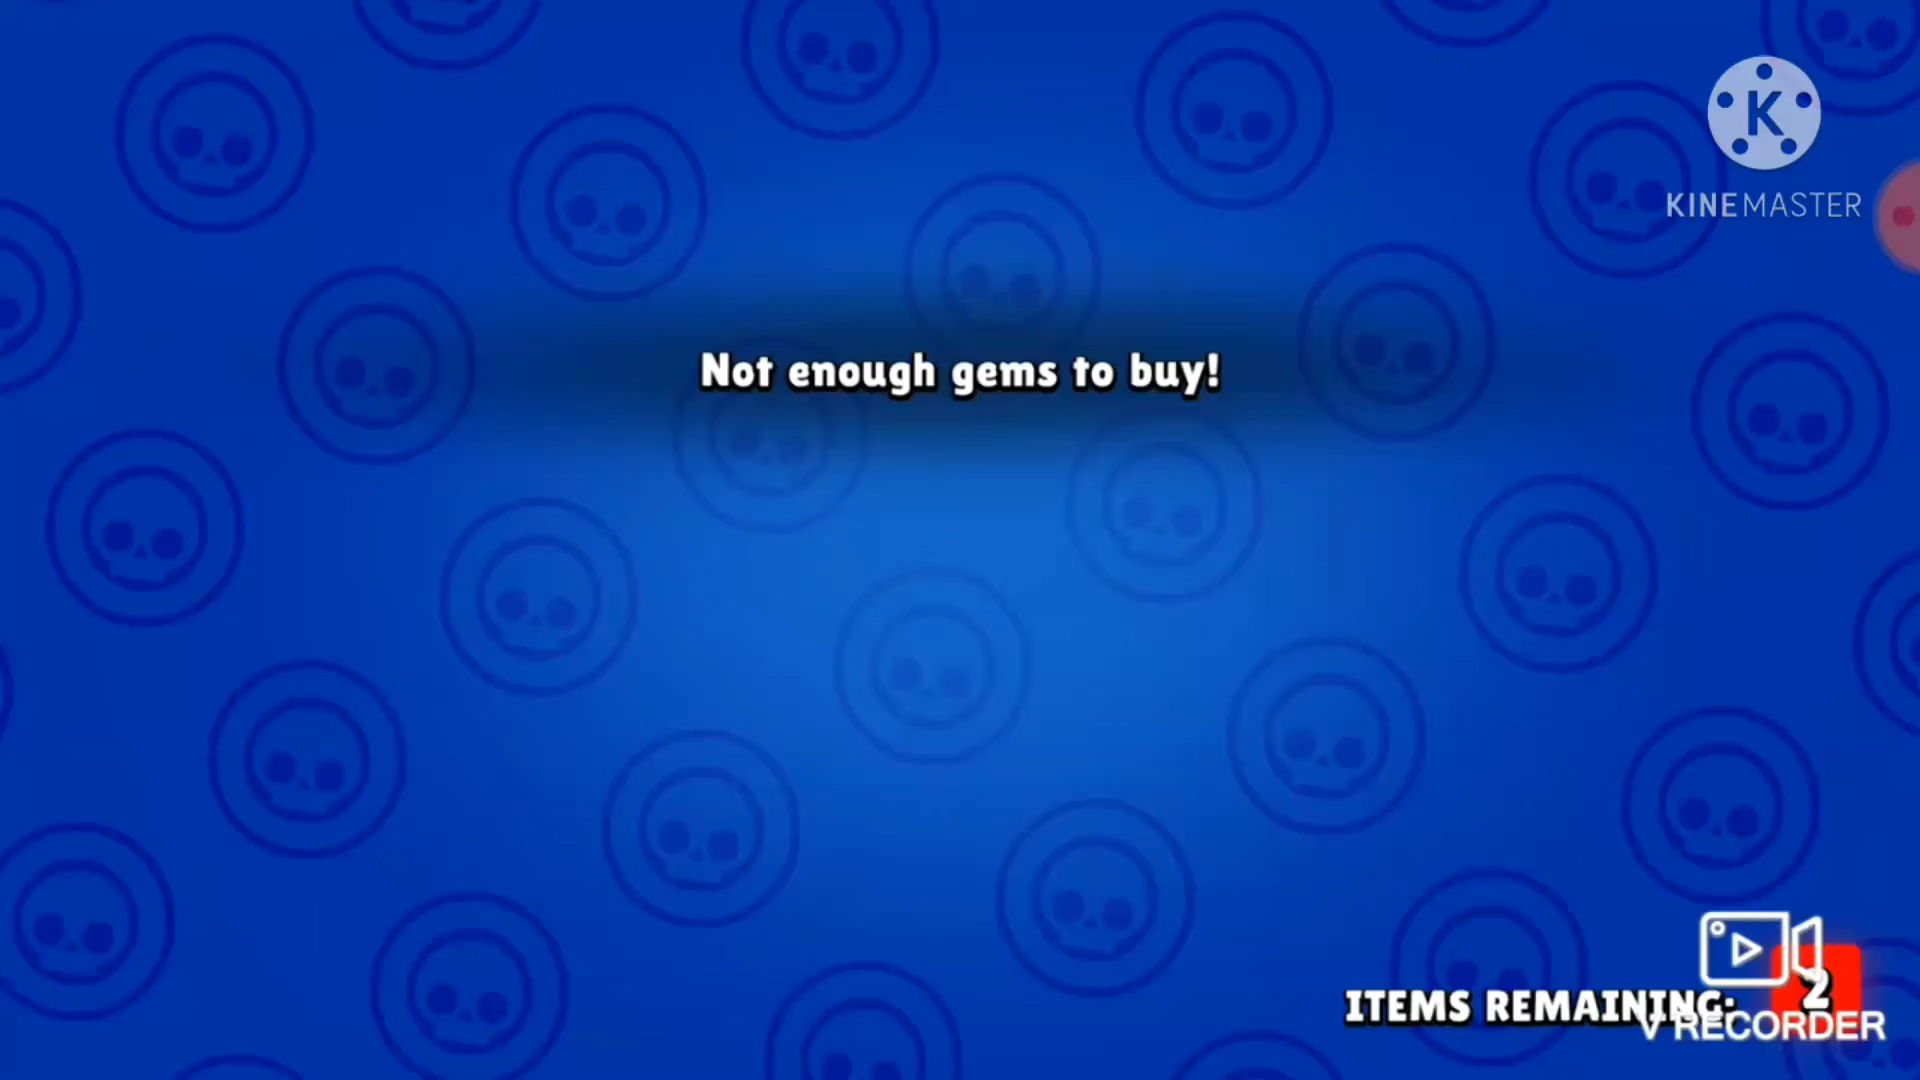 K
KINEMASTER
Not enough gems to buy!
ITEMS REMAINING: 2
V RECORDER